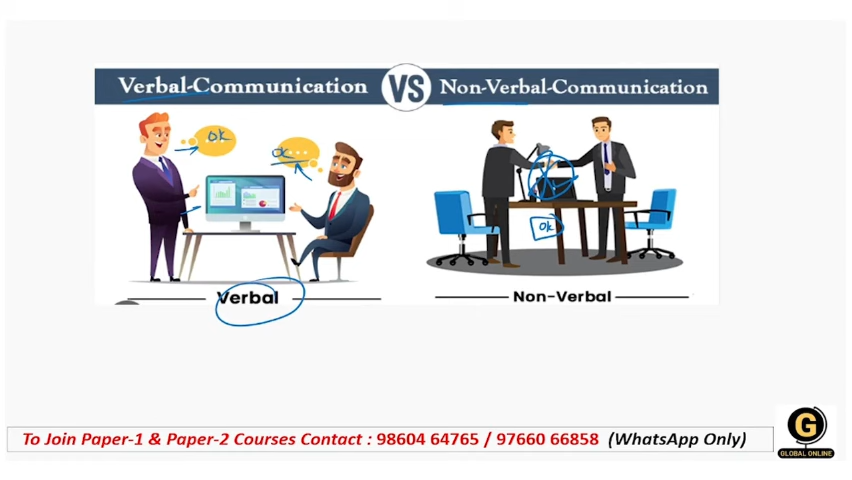 Verbal-Communication VS Non-Verbal-Communication
ok
ok
ok
Verbal
Non-Verbal
To Join Paper-1 & Paper-2 Courses Contact : 98604 64765 / 97660 66858 (WhatsApp Only)
G
GLOBAL ONLINE